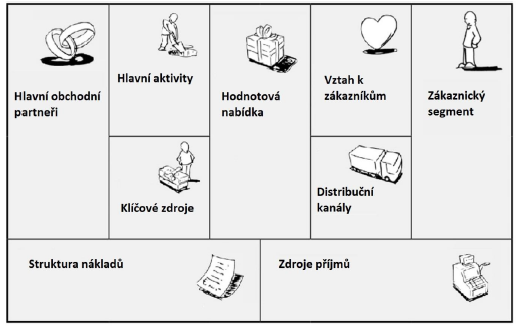 Hlavní obchodní
partneři
Hlavní aktivity
Klíčové zdroje
Hodnotová
nabídka
Vztah k
zákazníkům
Distribuční
kanály
Zákaznický
segment
Struktura nákladů
Zdroje příjmů